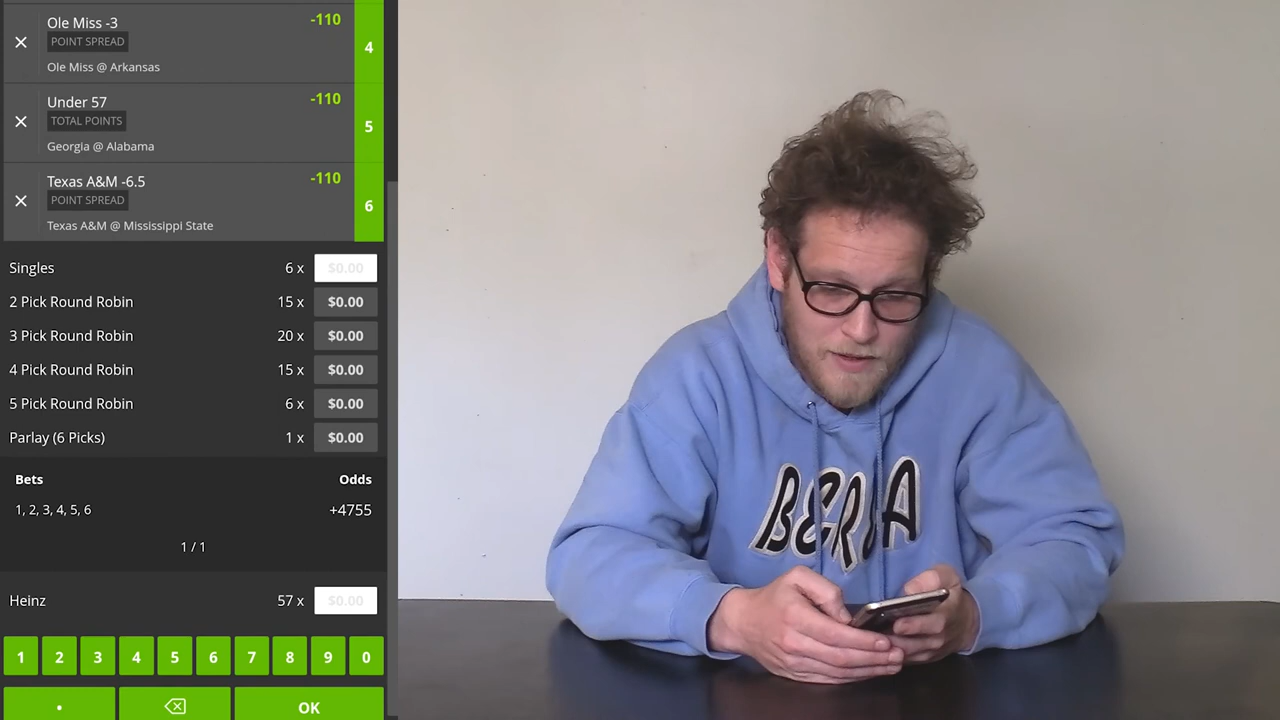 Ole Miss -3 -110
POINT SPREAD
4
Ole Miss @ Arkansas
Under 57 -110
TOTAL POINTS
5
Georgia @ Alabama
Texas A&M -6.5 -110
POINT SPREAD
6
Texas A&M @ Mississippi State
Singles 6 x $0.00
2 Pick Round Robin 15 x $0.00
3 Pick Round Robin 20 x $0.00
4 Pick Round Robin 15 x $0.00
5 Pick Round Robin 6 x $0.00
Parlay (6 Picks) 1 x $0.00
Bets Odds
1, 2, 3, 4, 5, 6 +4755
1 / 1
Heinz 57 x $0.00
1 2 3 4 5 6 7 8 9 0
. OK